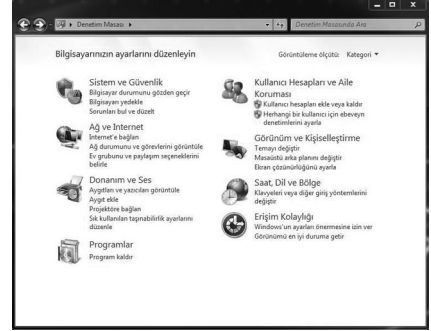 Denetim Masası
Denetim Masasında Ara
Bilgisayarınızın ayarlarını düzenleyin
Görüntüleme ölçütü: Kategori
Sistem ve Güvenlik
Bilgisayar durumunu gözden geçir
Bilgisayarı yedekle
Sorunları bul ve düzelt
Ağ ve Internet
Internet'e bağlan
Ağ durumunu ve görevlerini görüntüle
Ev grubunu ve paylaşım seçeneklerini
belirle
Donanım ve Ses
Aygıtları ve yazıcıları görüntüle
Aygıt ekle
Projektöre bağlan
Sık kullanılan taşınabilirlik ayarlarını
düzenle
Programlar
Program kaldır
Kullanıcı Hesapları ve Aile
Koruması
Kullanıcı hesapları ekle veya kaldır
Herhangi bir kullanıcı için ebeveyn
denetimlerini ayarla
Görünüm ve Kişiselleştirme
Temayı değiştir
Masaüstü arka planını değiştir
Ekran çözünürlüğünü ayarla
Saat, Dil ve Bölge
Klavyeleri veya diğer giriş yöntemlerini
değiştir
Erişim Kolaylığı
Windows'un ayarları önermesine izin ver
Görünümü en iyi duruma getir